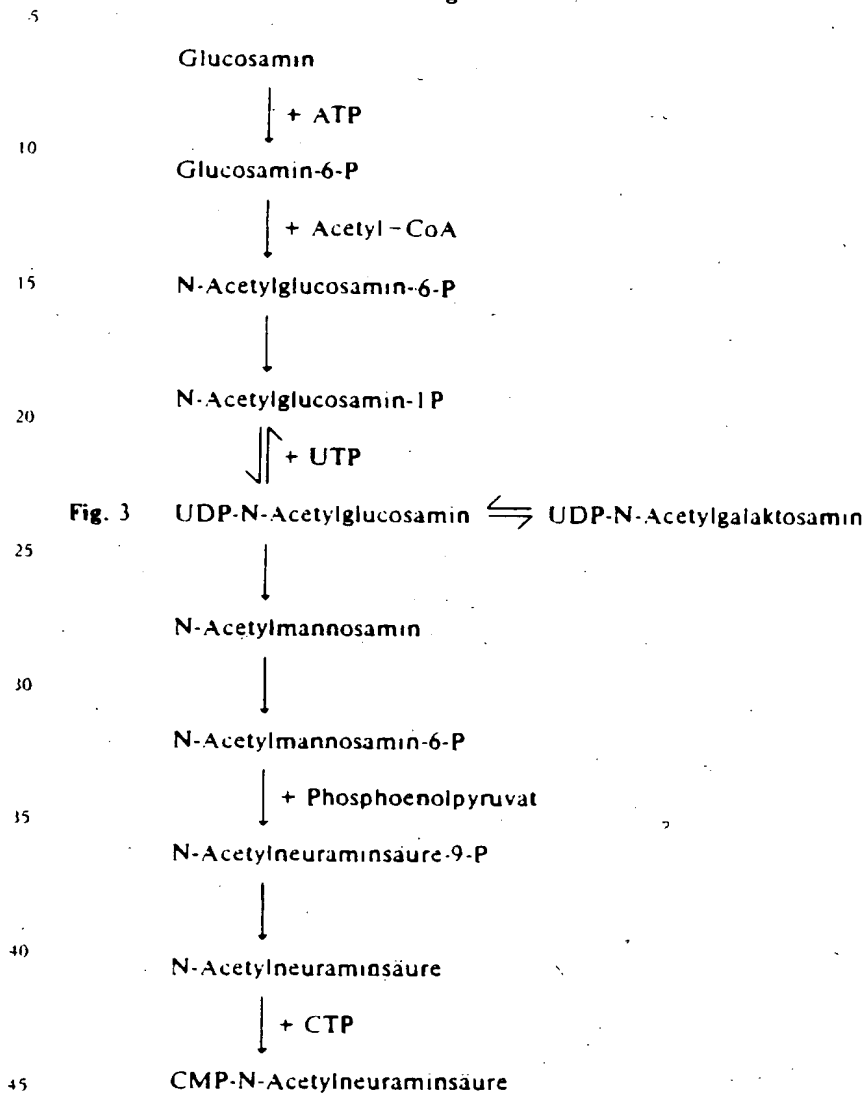 5
Glucosamin
+ ATP
10
Glucosamin-6-P
+ Acetyl-CoA
15
N-Acetylglucosamin-6-P
N-Acetylglucosamin-1P
20
+ UTP
Fig. 3 UDP-N-Acetylglucosamin UDP-N-Acetylgalaktosamin
25
N-Acetylmannosamin
30
N-Acetylmannosamin-6-P
+ Phosphoenolpyruvat
35
N-Acetylneuraminsäure-9-P
40
N-Acetylneuraminsäure
+ CTP
45 CMP-N-Acetylneuraminsäure